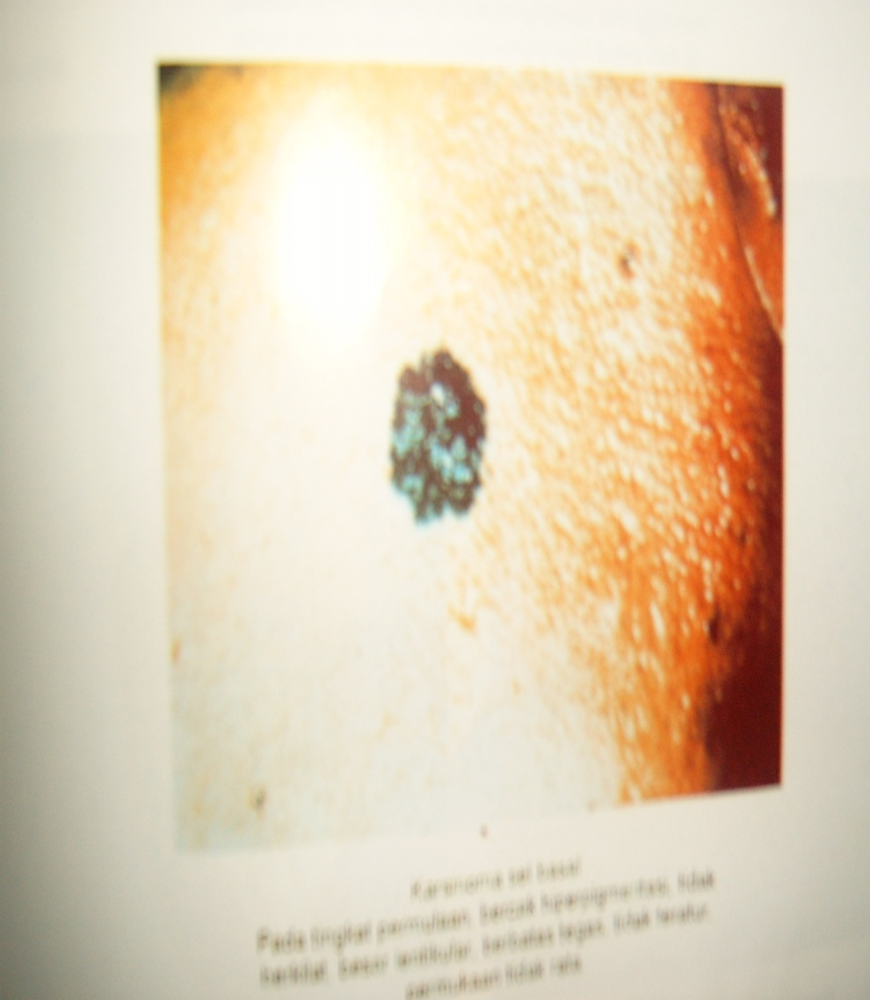 Karsinoma sel basal
Pada tingkat permulaan, bercak hiperpigmentasi, tidak
berkilat, besar lentikular, berbatas tegas, tidak teratur,
permukaan tidak rata